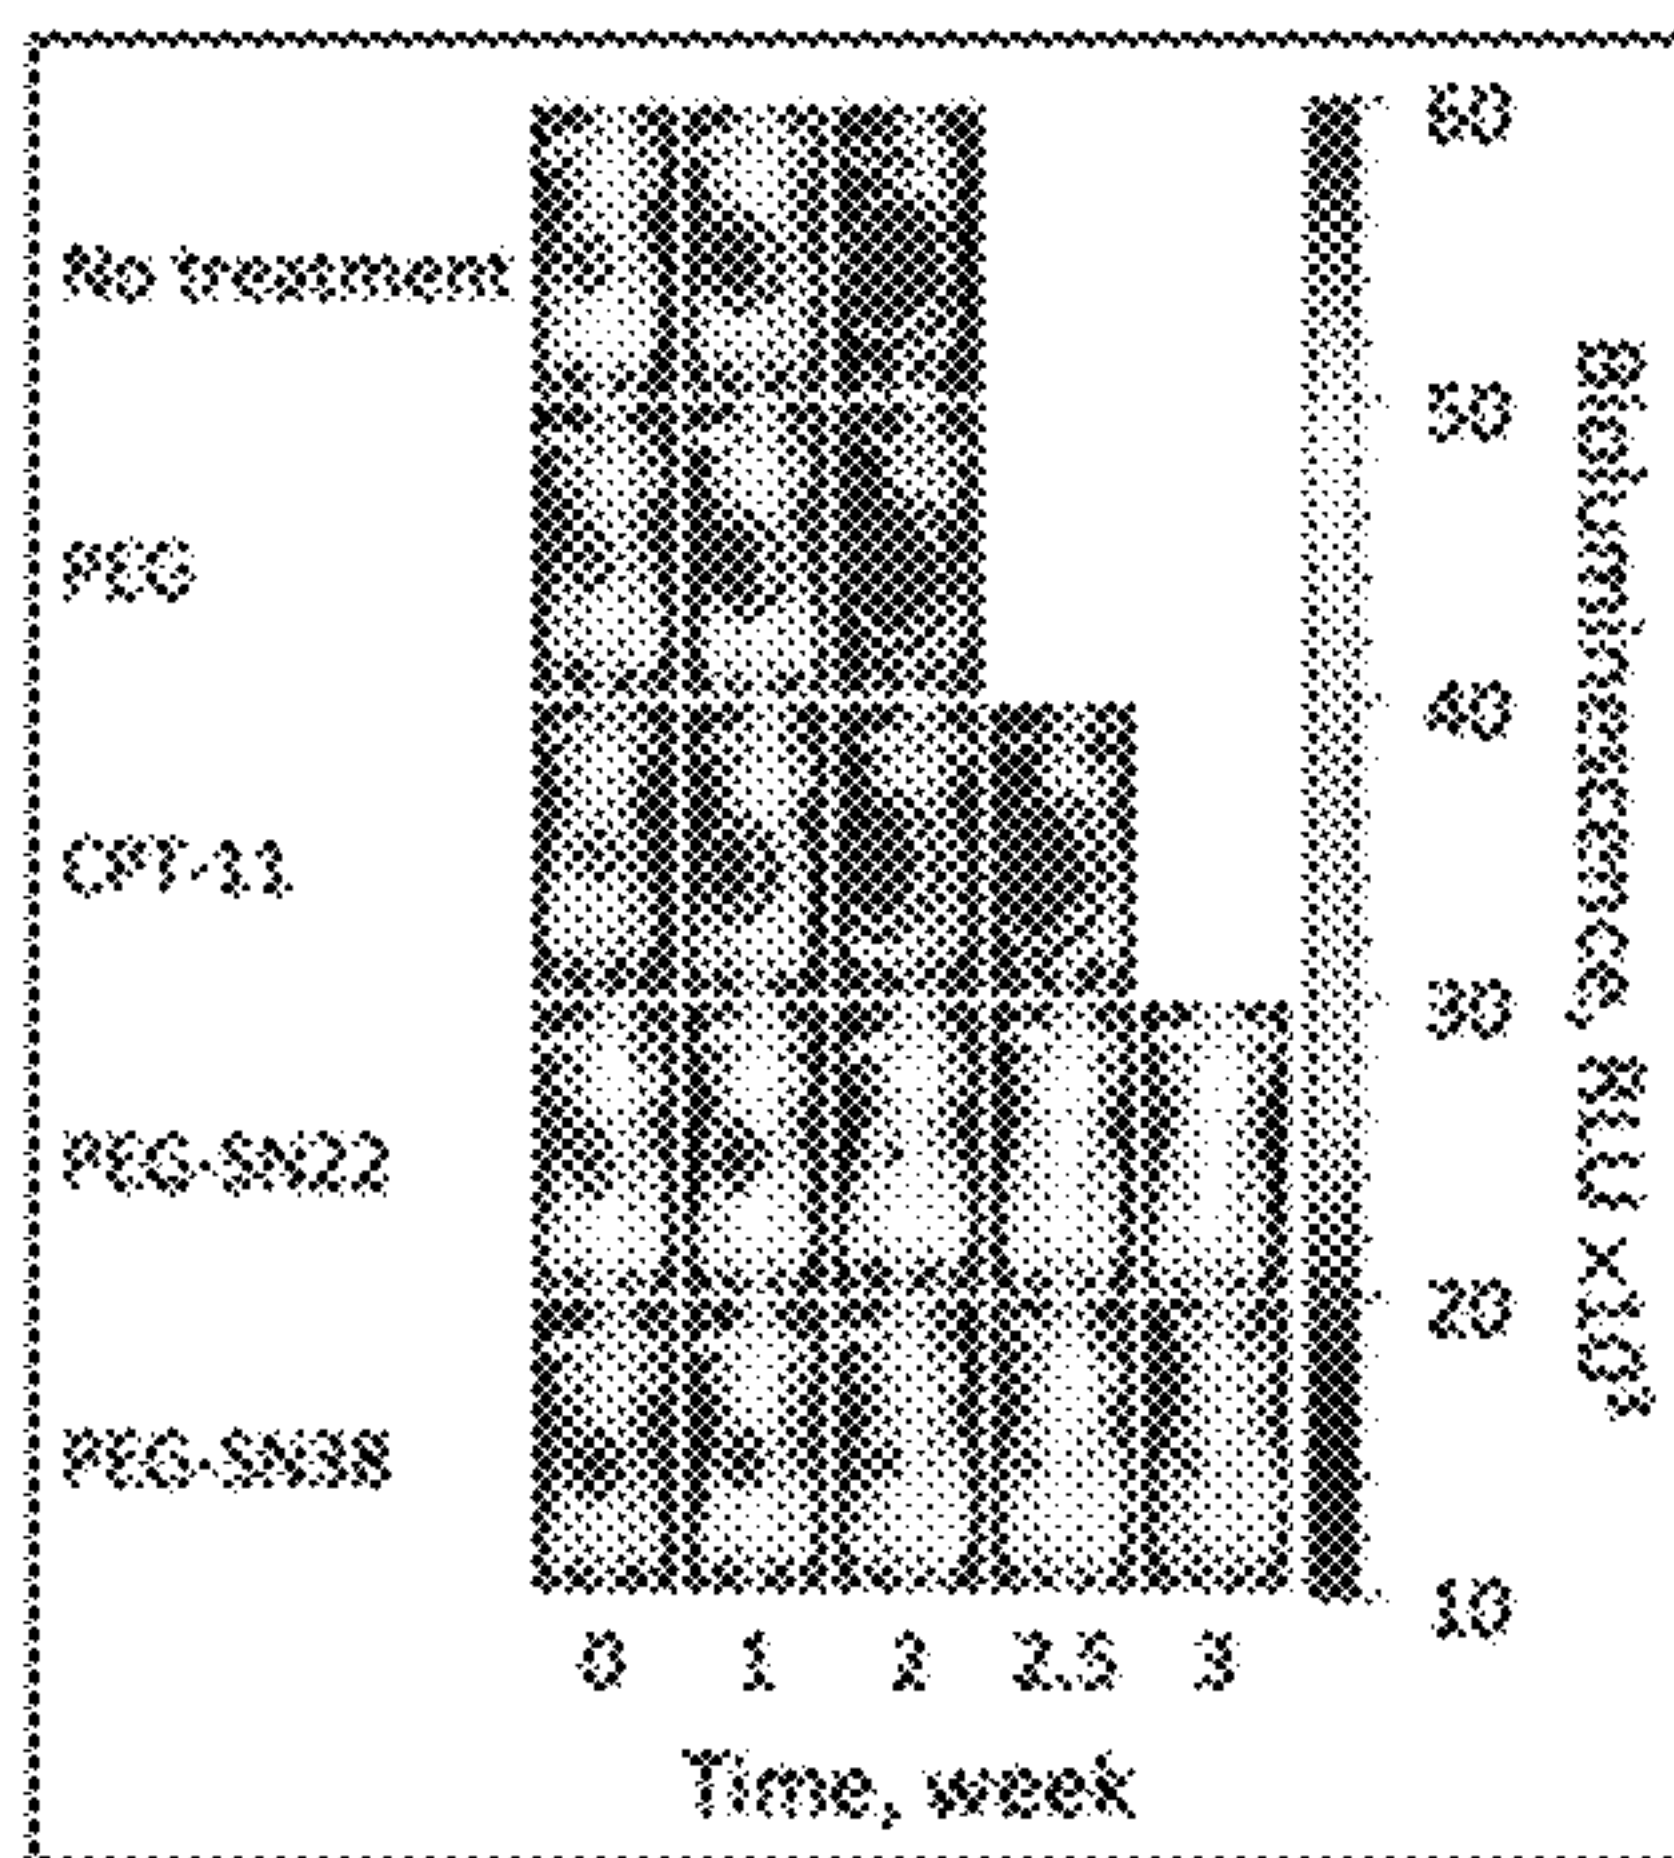 No treatment
PEG
CPT-11
PEG-SN22
PEG-SN38
60
50
40
30
20
10
Bioluminescence, RLU x10⁸
0 1 2 2.5 3
Time, week